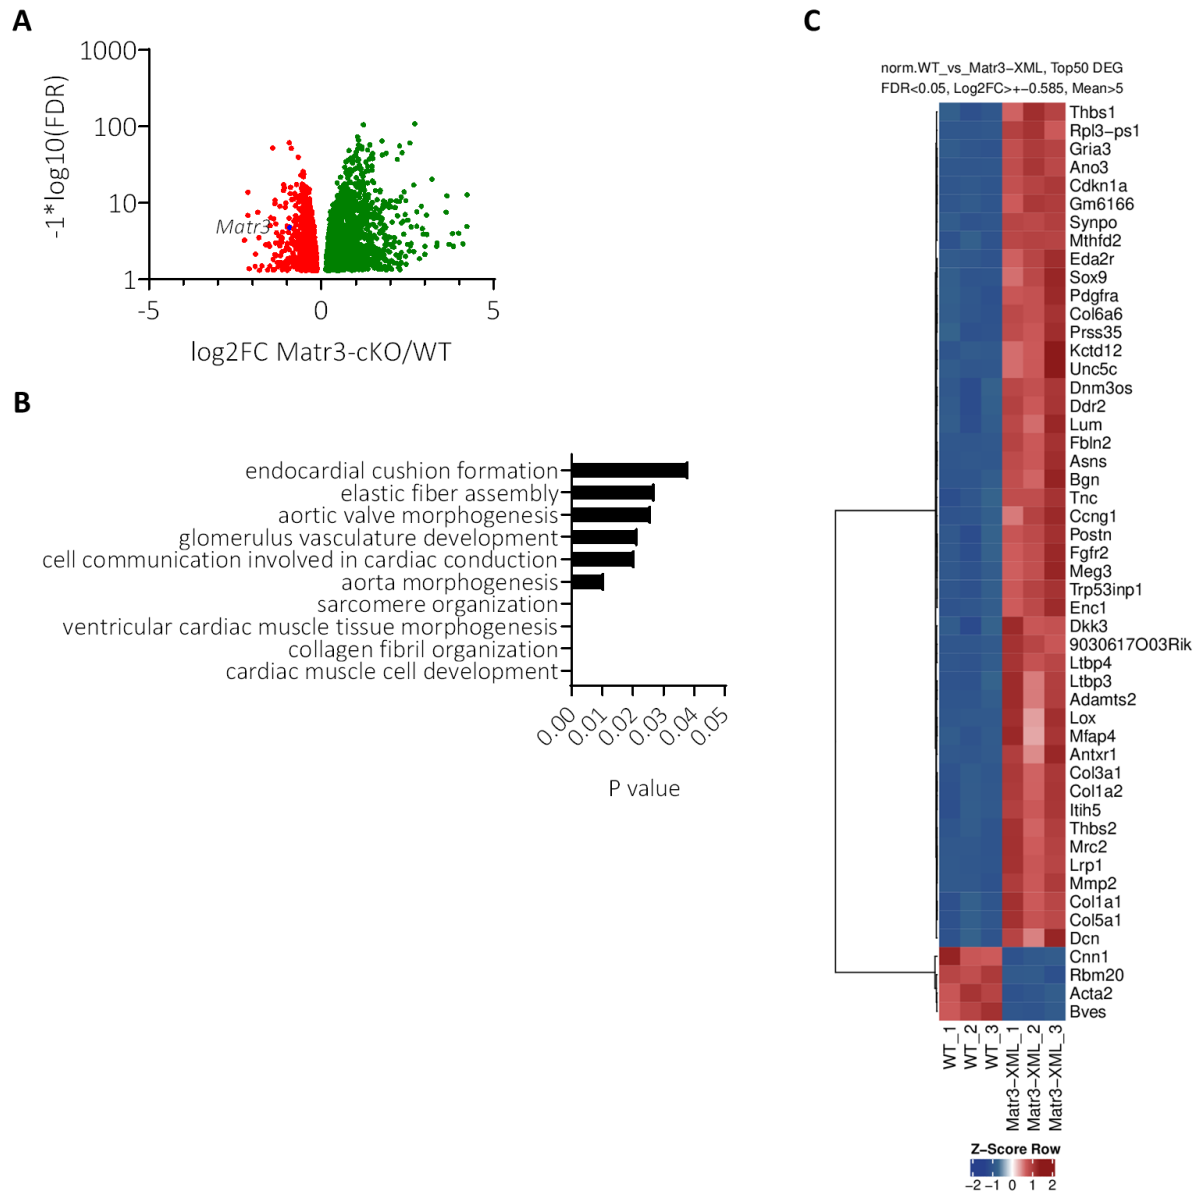 A
1000
100
10
1
-1*log10(FDR)
Matr3
-5
0
5
log2FC Matr3-cKO/WT
B
endocardial cushion formation
elastic fiber assembly
aortic valve morphogenesis
glomerulus vasculature development
cell communication involved in cardiac conduction
aorta morphogenesis
sarcomere organization
ventricular cardiac muscle tissue morphogenesis
collagen fibril organization
cardiac muscle cell development
0.00
0.01
0.02
0.03
0.04
0.05
P value
C
norm.WT_vs_Matr3-XML, Top50 DEG
FDR<0.05, Log2FC>+-0.585, Mean>5
Thbs1
Rpl3-ps1
Gria3
Ano3
Cdkn1a
Gm6166
Synpo
Mthfd2
Eda2r
Sox9
Pdgfra
Col6a6
Prss35
Kctd12
Unc5c
Dnm3os
Ddr2
Lum
Fbln2
Asns
Bgn
Tnc
Ccng1
Postn
Fgfr2
Meg3
Trp53inp1
Enc1
Dkk3
9030617O03Rik
Ltbp4
Ltbp3
Adamts2
Lox
Mfap4
Antxr1
Col3a1
Col1a2
Itih5
Thbs2
Mrc2
Lrp1
Mmp2
Col1a1
Col5a1
Dcn
Cnn1
Rbm20
Acta2
Bves
WT_1
WT_2
WT_3
Matr3-XML_1
Matr3-XML_2
Matr3-XML_3
Z-Score Row
-2 -1 0 1 2